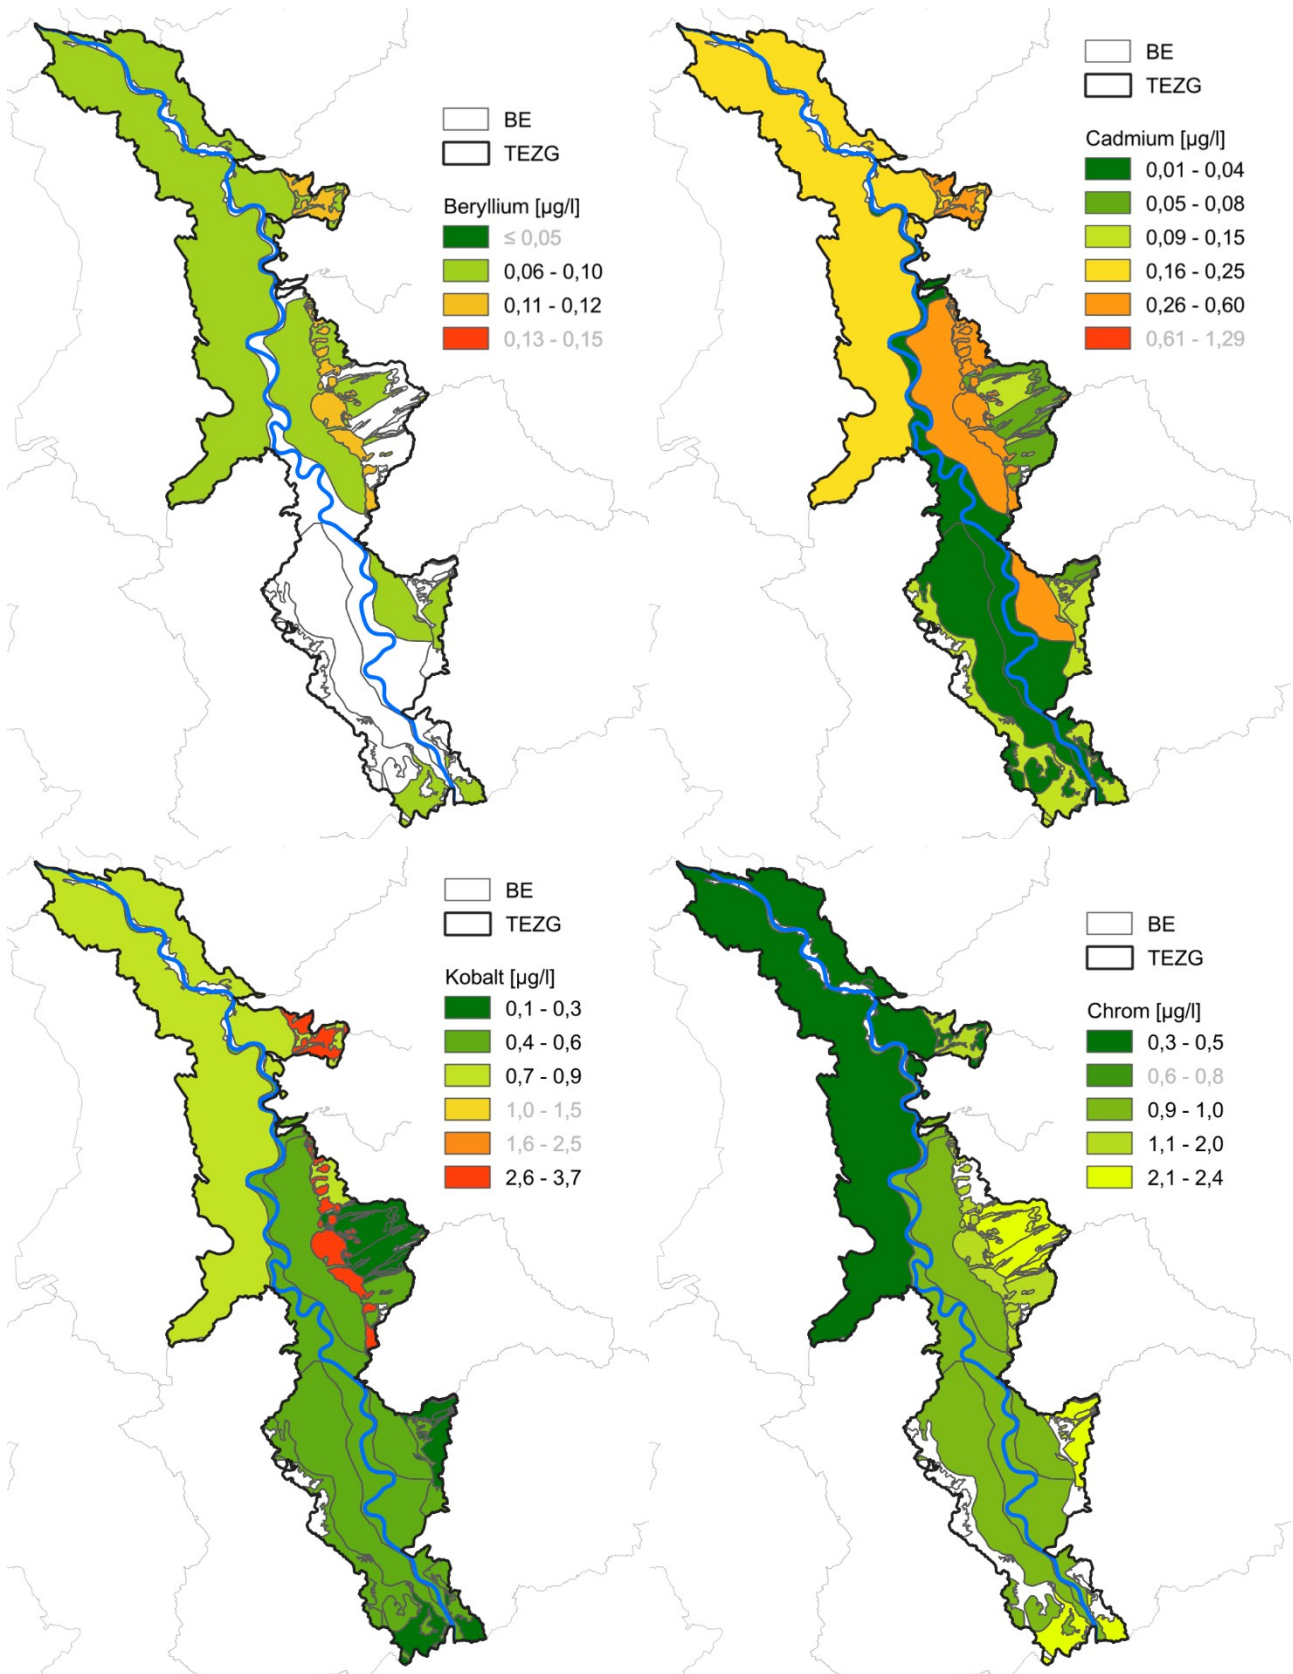 BE
TEZG
Beryllium [µg/l]
≤ 0,05
0,06 - 0,10
0,11 - 0,12
0,13 - 0,15
BE
TEZG
Cadmium [µg/l]
0,01 - 0,04
0,05 - 0,08
0,09 - 0,15
0,16 - 0,25
0,26 - 0,60
0,61 - 1,29
BE
TEZG
Kobalt [µg/l]
0,1 - 0,3
0,4 - 0,6
0,7 - 0,9
1,0 - 1,5
1,6 - 2,5
2,6 - 3,7
BE
TEZG
Chrom [µg/l]
0,3 - 0,5
0,6 - 0,8
0,9 - 1,0
1,1 - 2,0
2,1 - 2,4